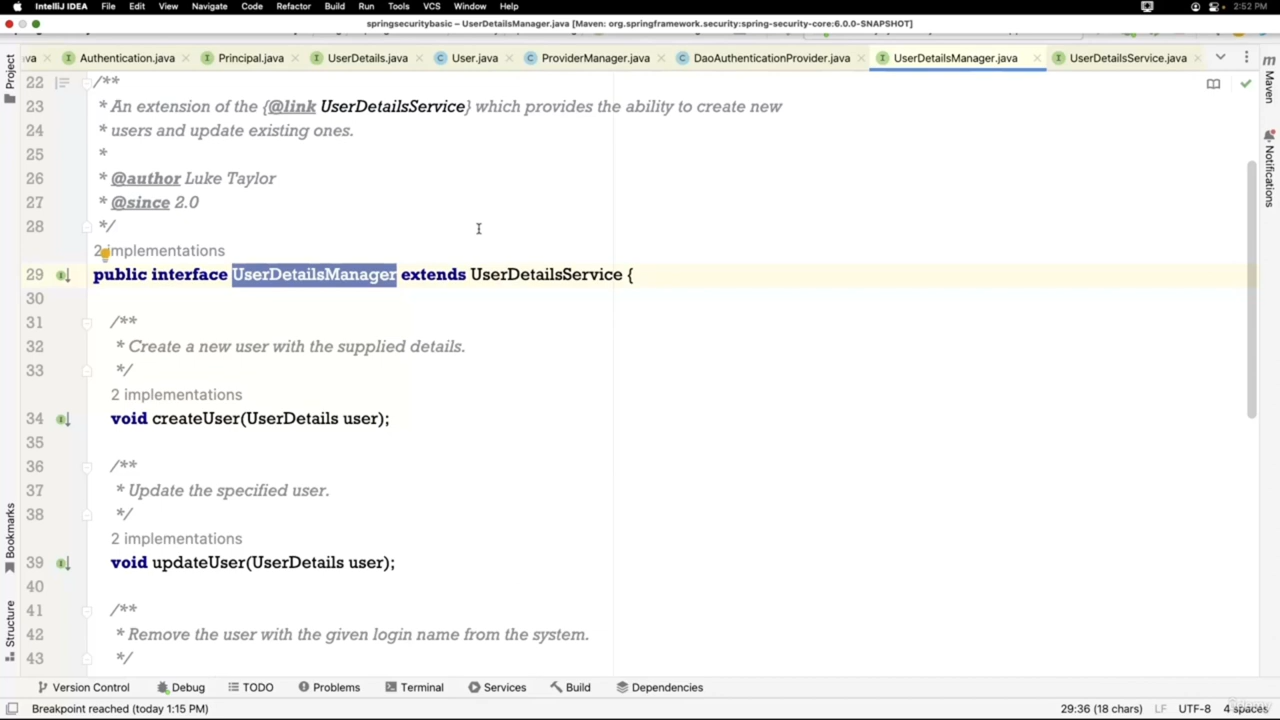 IntelliJ IDEA File Edit View Navigate Code Refactor Build Run Tools VCS Window Help 2:52 PM
springsecuritybasic – UserDetailsManager.java [Maven: org.springframework.security:spring-security-core:6.0.0-SNAPSHOT]
va Authentication.java Principal.java UserDetails.java User.java ProviderManager.java DaoAuthenticationProvider.java UserDetailsManager.java UserDetailsService.java
Project
Maven
Notifications
Bookmarks
Structure
22 /**
23 * An extension of the {@link UserDetailsService} which provides the ability to create new
24 * users and update existing ones.
25 *
26 * @author Luke Taylor
27 * @since 2.0
28 */
2 implementations
29 public interface UserDetailsManager extends UserDetailsService {
30
31 /**
32 * Create a new user with the supplied details.
33 */
2 implementations
34 void createUser(UserDetails user);
35
36 /**
37 * Update the specified user.
38 */
2 implementations
39 void updateUser(UserDetails user);
40
41 /**
42 * Remove the user with the given login name from the system.
43 */
Version Control Debug TODO Problems Terminal Services Build Dependencies
Breakpoint reached (today 1:15 PM) 29:36 (18 chars) LF UTF-8 4 spaces